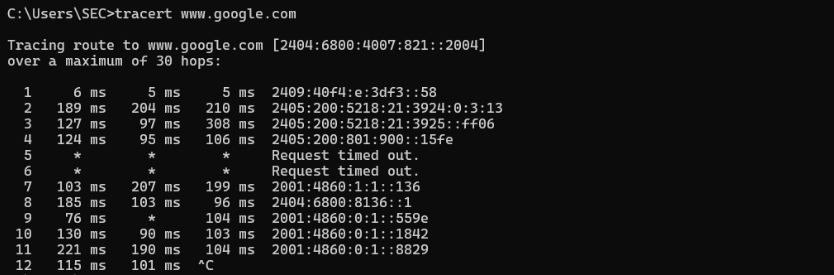 C:\Users\SEC>tracert www.google.com
Tracing route to www.google.com [2404:6800:4007:821::2004]
over a maximum of 30 hops:
1 6 ms 5 ms 5 ms 2409:40f4:e:3df3::58
2 189 ms 204 ms 210 ms 2405:200:5218:21:3924:0:3:13
3 127 ms 97 ms 308 ms 2405:200:5218:21:3925::ff06
4 124 ms 95 ms 106 ms 2405:200:801:900::15fe
5 * * * Request timed out.
6 * * * Request timed out.
7 103 ms 207 ms 199 ms 2001:4860:1:1::136
8 185 ms 103 ms 96 ms 2404:6800:8136::1
9 76 ms * 104 ms 2001:4860:0:1::559e
10 130 ms 90 ms 103 ms 2001:4860:0:1::1842
11 221 ms 190 ms 104 ms 2001:4860:0:1::8829
12 115 ms 101 ms ^C